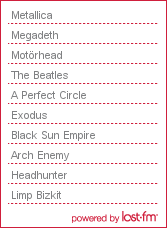 Metallica
Megadeth
Motörhead
The Beatles
A Perfect Circle
Exodus
Black Sun Empire
Arch Enemy
Headhunter
Limp Bizkit
powered by last·fm